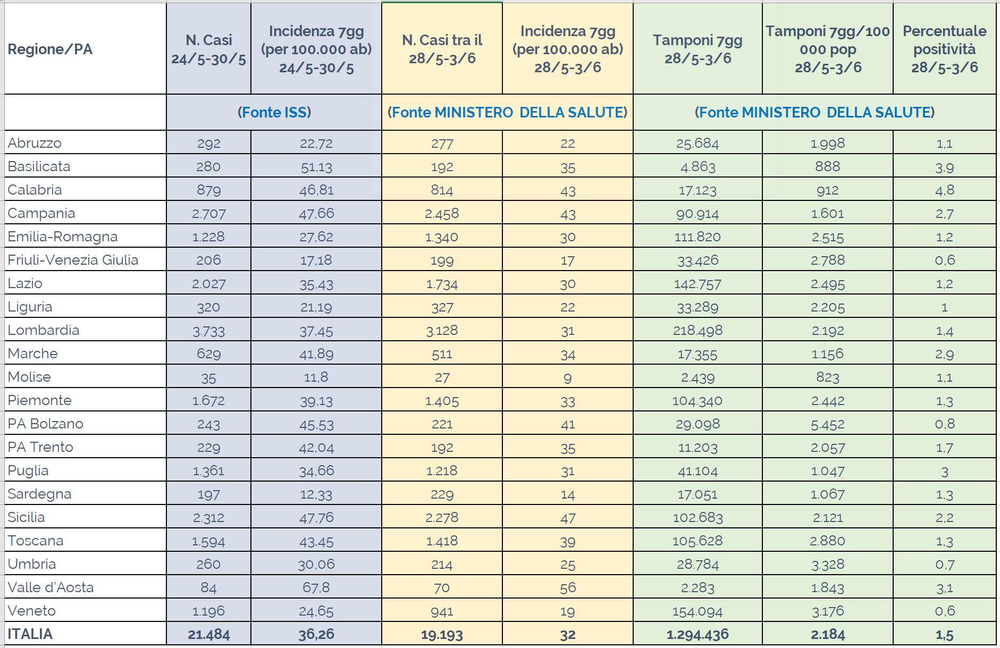 Regione/PA N. Casi 24/5-30/5 Incidenza 7gg (per 100.000 ab) 24/5-30/5 N. Casi tra il 28/5-3/6 Incidenza 7gg (per 100.000 ab) 28/5-3/6 Tamponi 7gg 28/5-3/6 Tamponi 7gg/100 000 pop 28/5-3/6 Percentuale positività 28/5-3/6
(Fonte ISS) (Fonte MINISTERO DELLA SALUTE) (Fonte MINISTERO DELLA SALUTE)
Abruzzo 292 22,72 277 22 25.684 1.998 1,1
Basilicata 280 51,13 192 35 4.863 888 3,9
Calabria 879 46,81 814 43 17.123 912 4,8
Campania 2.707 47,66 2.458 43 90.914 1.601 2,7
Emilia-Romagna 1.228 27,62 1.340 30 111.820 2.515 1,2
Friuli-Venezia Giulia 206 17,18 199 17 33.426 2.788 0,6
Lazio 2.027 35,43 1.734 30 142.757 2.495 1,2
Liguria 320 21,19 327 22 33.289 2.205 1
Lombardia 3.733 37,45 3.128 31 218.498 2.192 1,4
Marche 629 41,89 511 34 17.355 1.156 2,9
Molise 35 11,8 27 9 2.439 823 1,1
Piemonte 1.672 39,13 1.405 33 104.340 2.442 1,3
PA Bolzano 243 45,53 221 41 29.098 5.452 0,8
PA Trento 229 42,04 192 35 11.203 2.057 1,7
Puglia 1.361 34,66 1.218 31 41.104 1.047 3
Sardegna 197 12,33 229 14 17.051 1.067 1,3
Sicilia 2.312 47,76 2.278 47 102.683 2.121 2,2
Toscana 1.594 43,45 1.418 39 105.628 2.880 1,3
Umbria 260 30,06 214 25 28.784 3.328 0,7
Valle d’Aosta 84 67,8 70 56 2.283 1.843 3,1
Veneto 1.196 24,65 941 19 154.094 3.176 0,6
ITALIA 21.484 36,26 19.193 32 1.294.436 2.184 1,5